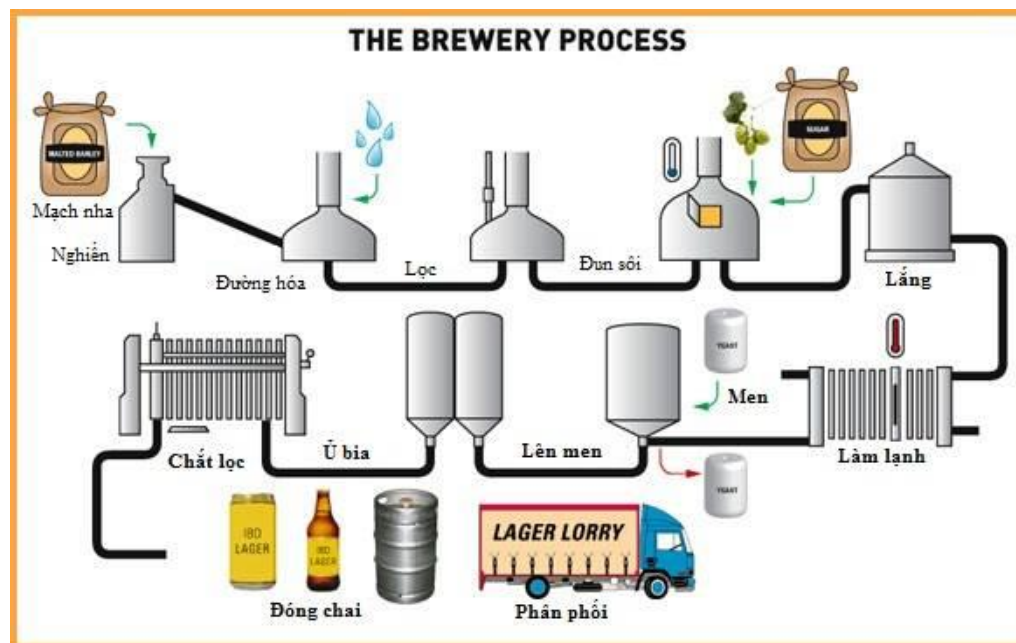 THE BREWERY PROCESS
MALTED BARLEY
SUGAR
Mạch nha
Nghiền
Đường hóa
Lọc
Đun sôi
Lắng
YEAST
Men
Làm lạnh
Chắt lọc
Ủ bia
Lên men
YEAST
IBD
LAGER
IBD
LAGER
LAGER LORRY
Đóng chai
Phân phối